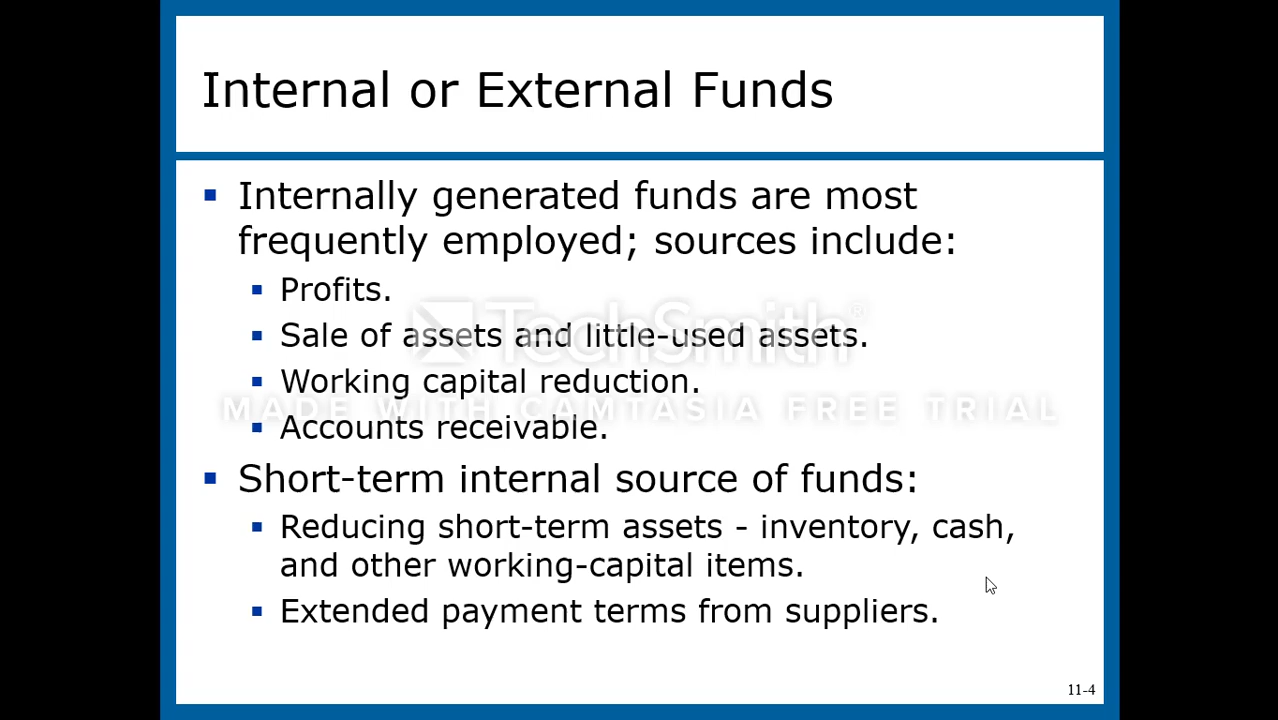 Internal or External Funds
▪ Internally generated funds are most
frequently employed; sources include:
▪ Profits.
▪ Sale of assets and little-used assets.
▪ Working capital reduction.
▪ Accounts receivable.
▪ Short-term internal source of funds:
▪ Reducing short-term assets - inventory, cash,
and other working-capital items.
▪ Extended payment terms from suppliers.
11-4
TechSmith®
MADE WITH CAMTASIA FREE TRIAL